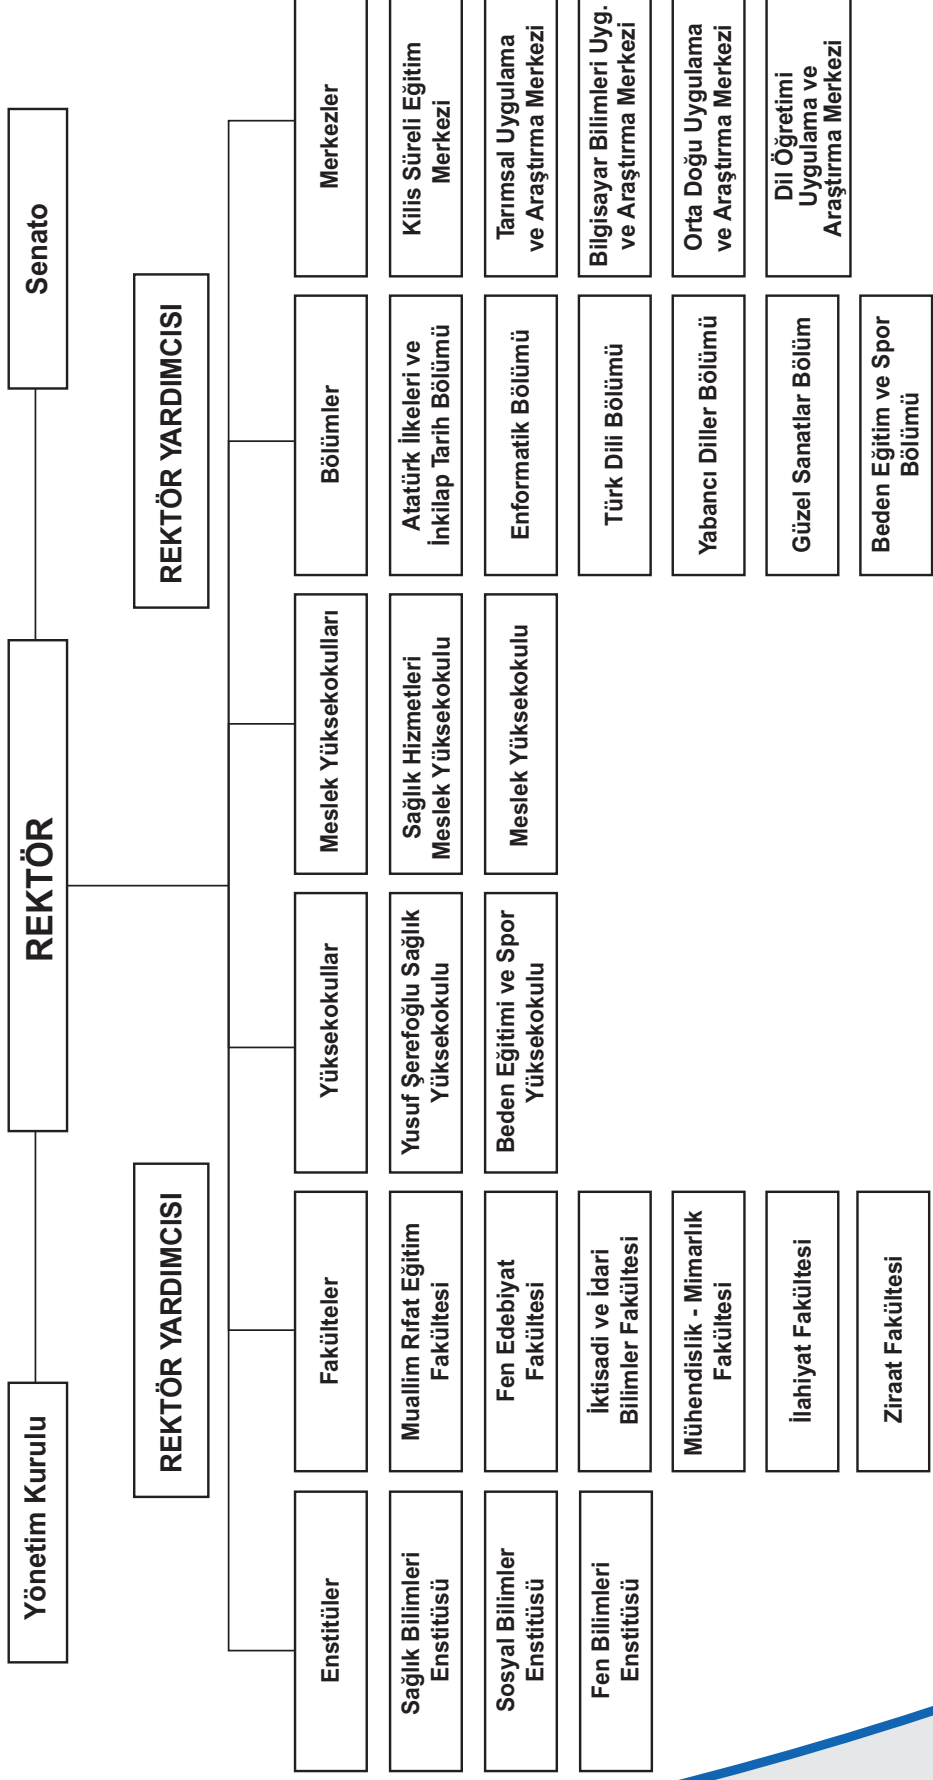 Yönetim Kurulu
REKTÖR
Senato
REKTÖR YARDIMCISI
REKTÖR YARDIMCISI
Enstitüler
Sağlık Bilimleri
Enstitüsü
Sosyal Bilimler
Enstitüsü
Fen Bilimleri
Enstitüsü
Fakülteler
Muallim Rıfat Eğitim
Fakültesi
Fen Edebiyat
Fakültesi
İktisadi ve İdari
Bilimler Fakültesi
Mühendislik - Mimarlık
Fakültesi
İlahiyat Fakültesi
Ziraat Fakültesi
Yüksekokullar
Yusuf Şerefoğlu Sağlık
Yüksekokulu
Beden Eğitimi ve Spor
Yüksekokulu
Meslek Yüksekokulları
Sağlık Hizmetleri
Meslek Yüksekokulu
Meslek Yüksekokulu
Bölümler
Atatürk İlkeleri ve
İnkilap Tarih Bölümü
Enformatik Bölümü
Türk Dili Bölümü
Yabancı Diller Bölümü
Güzel Sanatlar Bölüm
Beden Eğitim ve Spor
Bölümü
Merkezler
Kilis Süreli Eğitim
Merkezi
Tarımsal Uygulama
ve Araştırma Merkezi
Bilgisayar Bilimleri Uyg.
ve Araştırma Merkezi
Orta Doğu Uygulama
ve Araştırma Merkezi
Dil Öğretimi
Uygulama ve
Araştırma Merkezi